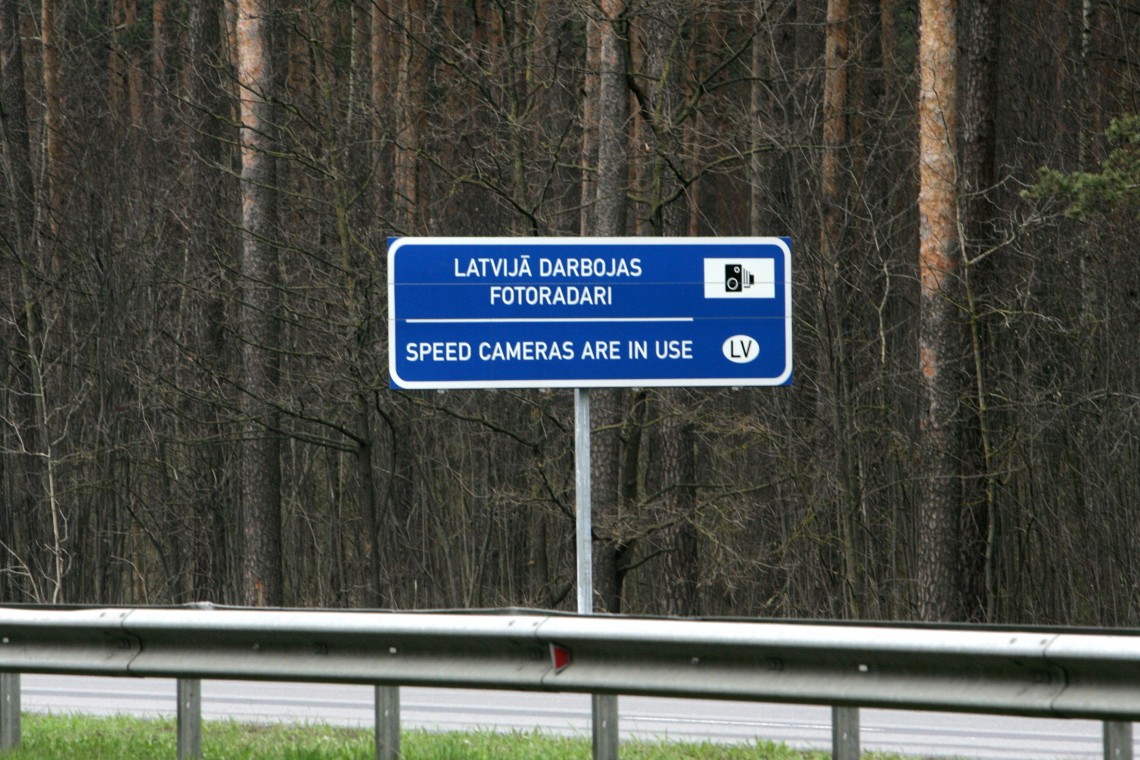 LATVIJĀ DARBOJAS
FOTORADARI
SPEED CAMERAS ARE IN USE
LV